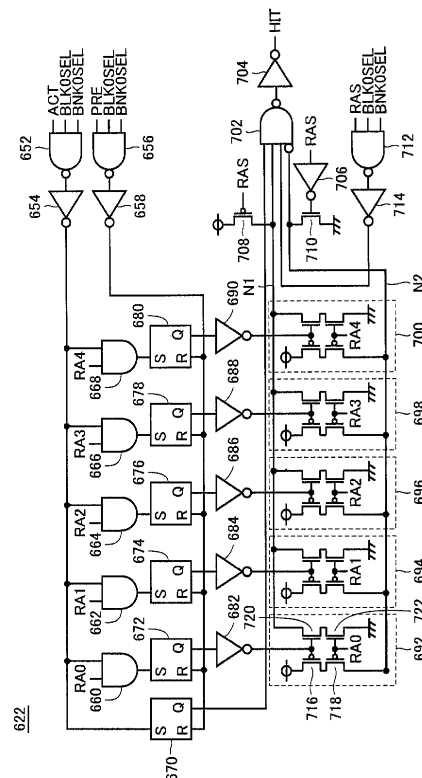 622
ACT
BLK0SEL
BNK0SEL
652
654
PRE
BLK0SEL
BNK0SEL
656
658
RA0
660
RA1
662
RA2
664
RA3
666
RA4
668
S
R
670
S
Q
R
672
S
Q
R
674
S
Q
R
676
S
Q
R
678
S
Q
R
680
682
684
686
688
690
708
RAS
702
704
HIT
RAS
706
710
RAS
BLK0SEL
BNK0SEL
712
714
N1
N2
720
722
716
718
RA0
692
RA1
694
RA2
696
RA3
698
RA4
700